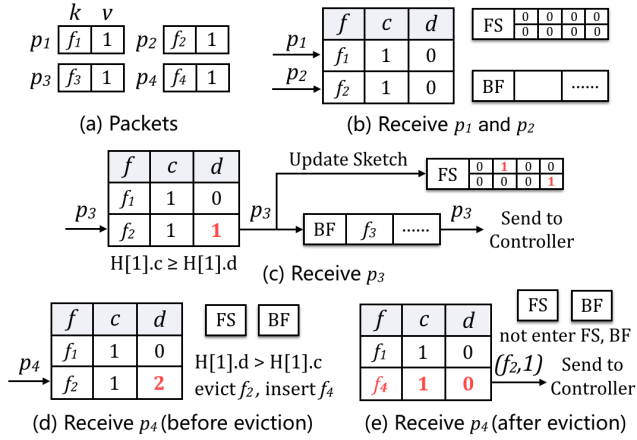 k v
p1 f1 1 p2 f2 1
p3 f3 1 p4 f4 1
(a) Packets
f c d
p1 f1 1 0
p2 f2 1 0
FS 0 0 0 0
0 0 0 0
BF ......
(b) Receive p1 and p2
f c d
f1 1 0
p3 f2 1 1 p3
H[1].c ≥ H[1].d
Update Sketch
FS 0 1 0 0
0 0 0 1
BF f3 ...... p3 Send to
Controller
(c) Receive p3
f c d
f1 1 0
p4 f2 1 2
FS BF
H[1].d > H[1].c
evict f2, insert f4
(d) Receive p4 (before eviction)
f c d
f1 1 0
f4 1 0
FS BF
not enter FS, BF
(f2,1) Send to
Controller
(e) Receive p4 (after eviction)